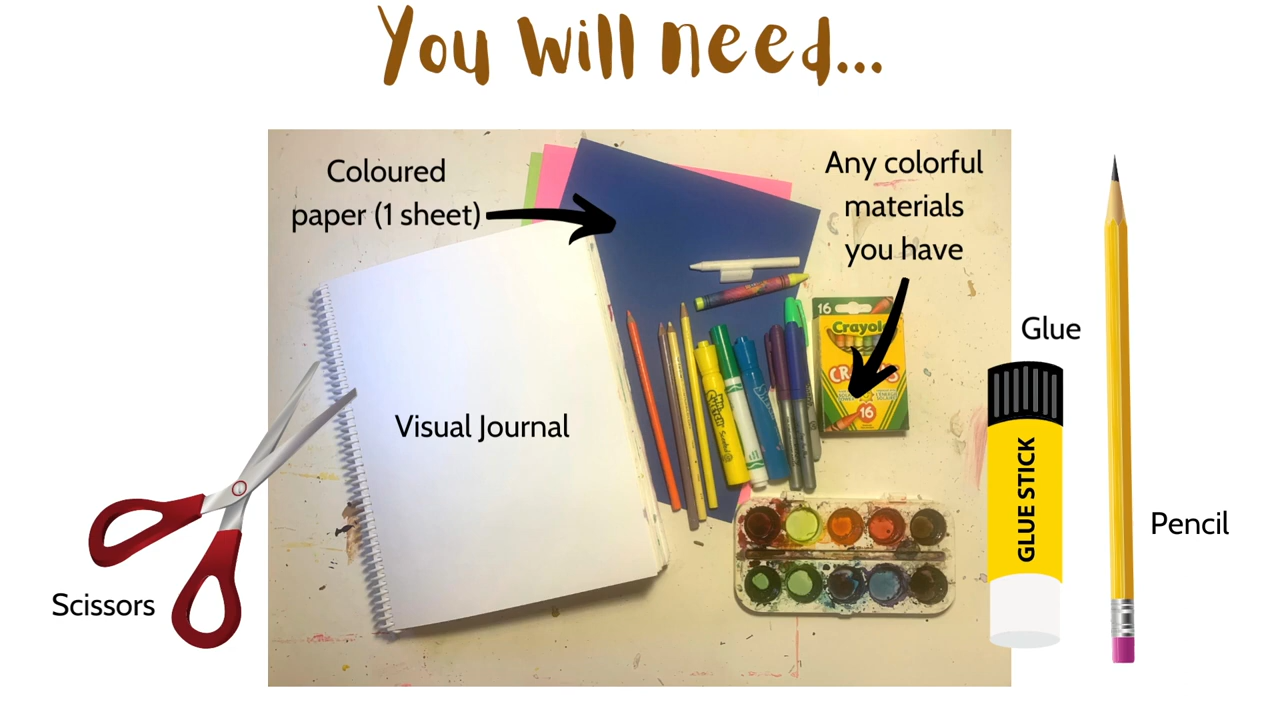 You will need...
Coloured
paper (1 sheet)
Any colorful
materials
you have
16
Crayola
16
Glue
Visual Journal
GLUE STICK
Pencil
Scissors